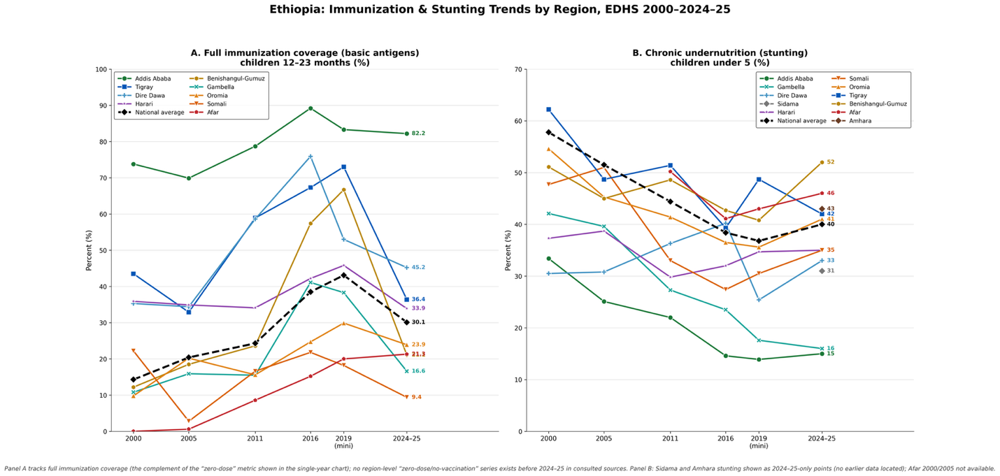 Ethiopia: Immunization & Stunting Trends by Region, EDHS 2000–2024–25
A. Full immunization coverage (basic antigens)
children 12–23 months (%)
Percent (%)
100
90
80
70
60
50
40
30
20
10
0
Addis Ababa
Tigray
Dire Dawa
Harari
National average
Benishangul-Gumuz
Gambella
Oromia
Somali
Afar
82.2
45.2
36.4
33.9
30.1
23.9
21.3
16.6
9.4
2000
2005
2011
2016
2019
(mini)
2024–25
B. Chronic undernutrition (stunting)
children under 5 (%)
Percent (%)
70
60
50
40
30
20
10
0
Addis Ababa
Gambella
Dire Dawa
Sidama
Harari
National average
Somali
Oromia
Tigray
Benishangul-Gumuz
Afar
Amhara
52
46
43
42
41
40
35
33
31
16
15
2000
2005
2011
2016
2019
(mini)
2024–25
Panel A tracks full immunization coverage (the complement of the “zero-dose” metric shown in the single-year chart); no region-level “zero-dose/no-vaccination” series exists before 2024–25 in consulted sources. Panel B: Sidama and Amhara stunting shown as 2024–25-only points (no earlier data located); Afar 2000/2005 not available.